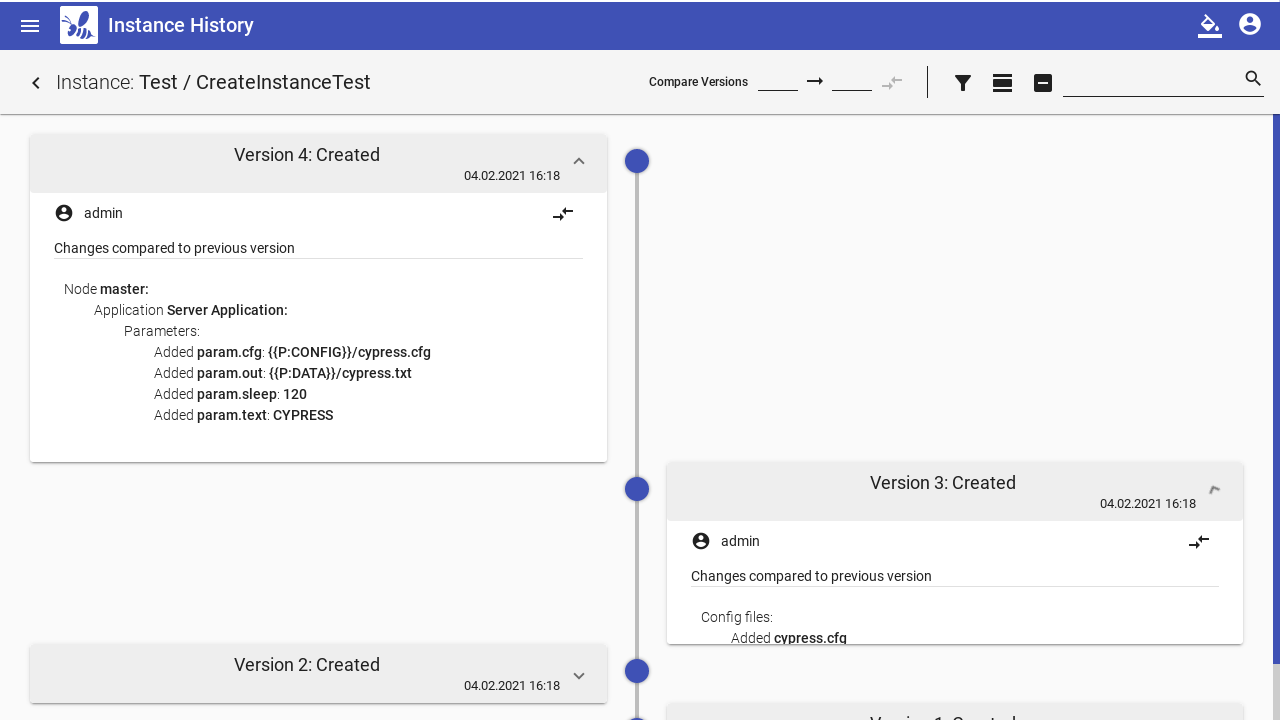 Instance History
Instance: Test / CreateInstanceTest
Compare Versions
Version 4: Created
04.02.2021 16:18
admin
Changes compared to previous version
Node master:
Application Server Application:
Parameters:
Added param.cfg: {{P:CONFIG}}/cypress.cfg
Added param.out: {{P:DATA}}/cypress.txt
Added param.sleep: 120
Added param.text: CYPRESS
Version 3: Created
04.02.2021 16:18
admin
Changes compared to previous version
Config files:
Added cypress.cfg
Version 2: Created
04.02.2021 16:18
Version 1: Created